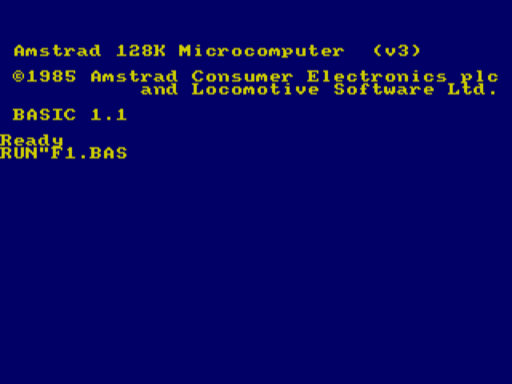 Amstrad 128K Microcomputer (v3)
©1985 Amstrad Consumer Electronics plc
and Locomotive Software Ltd.
BASIC 1.1
Ready
RUN"F1.BAS